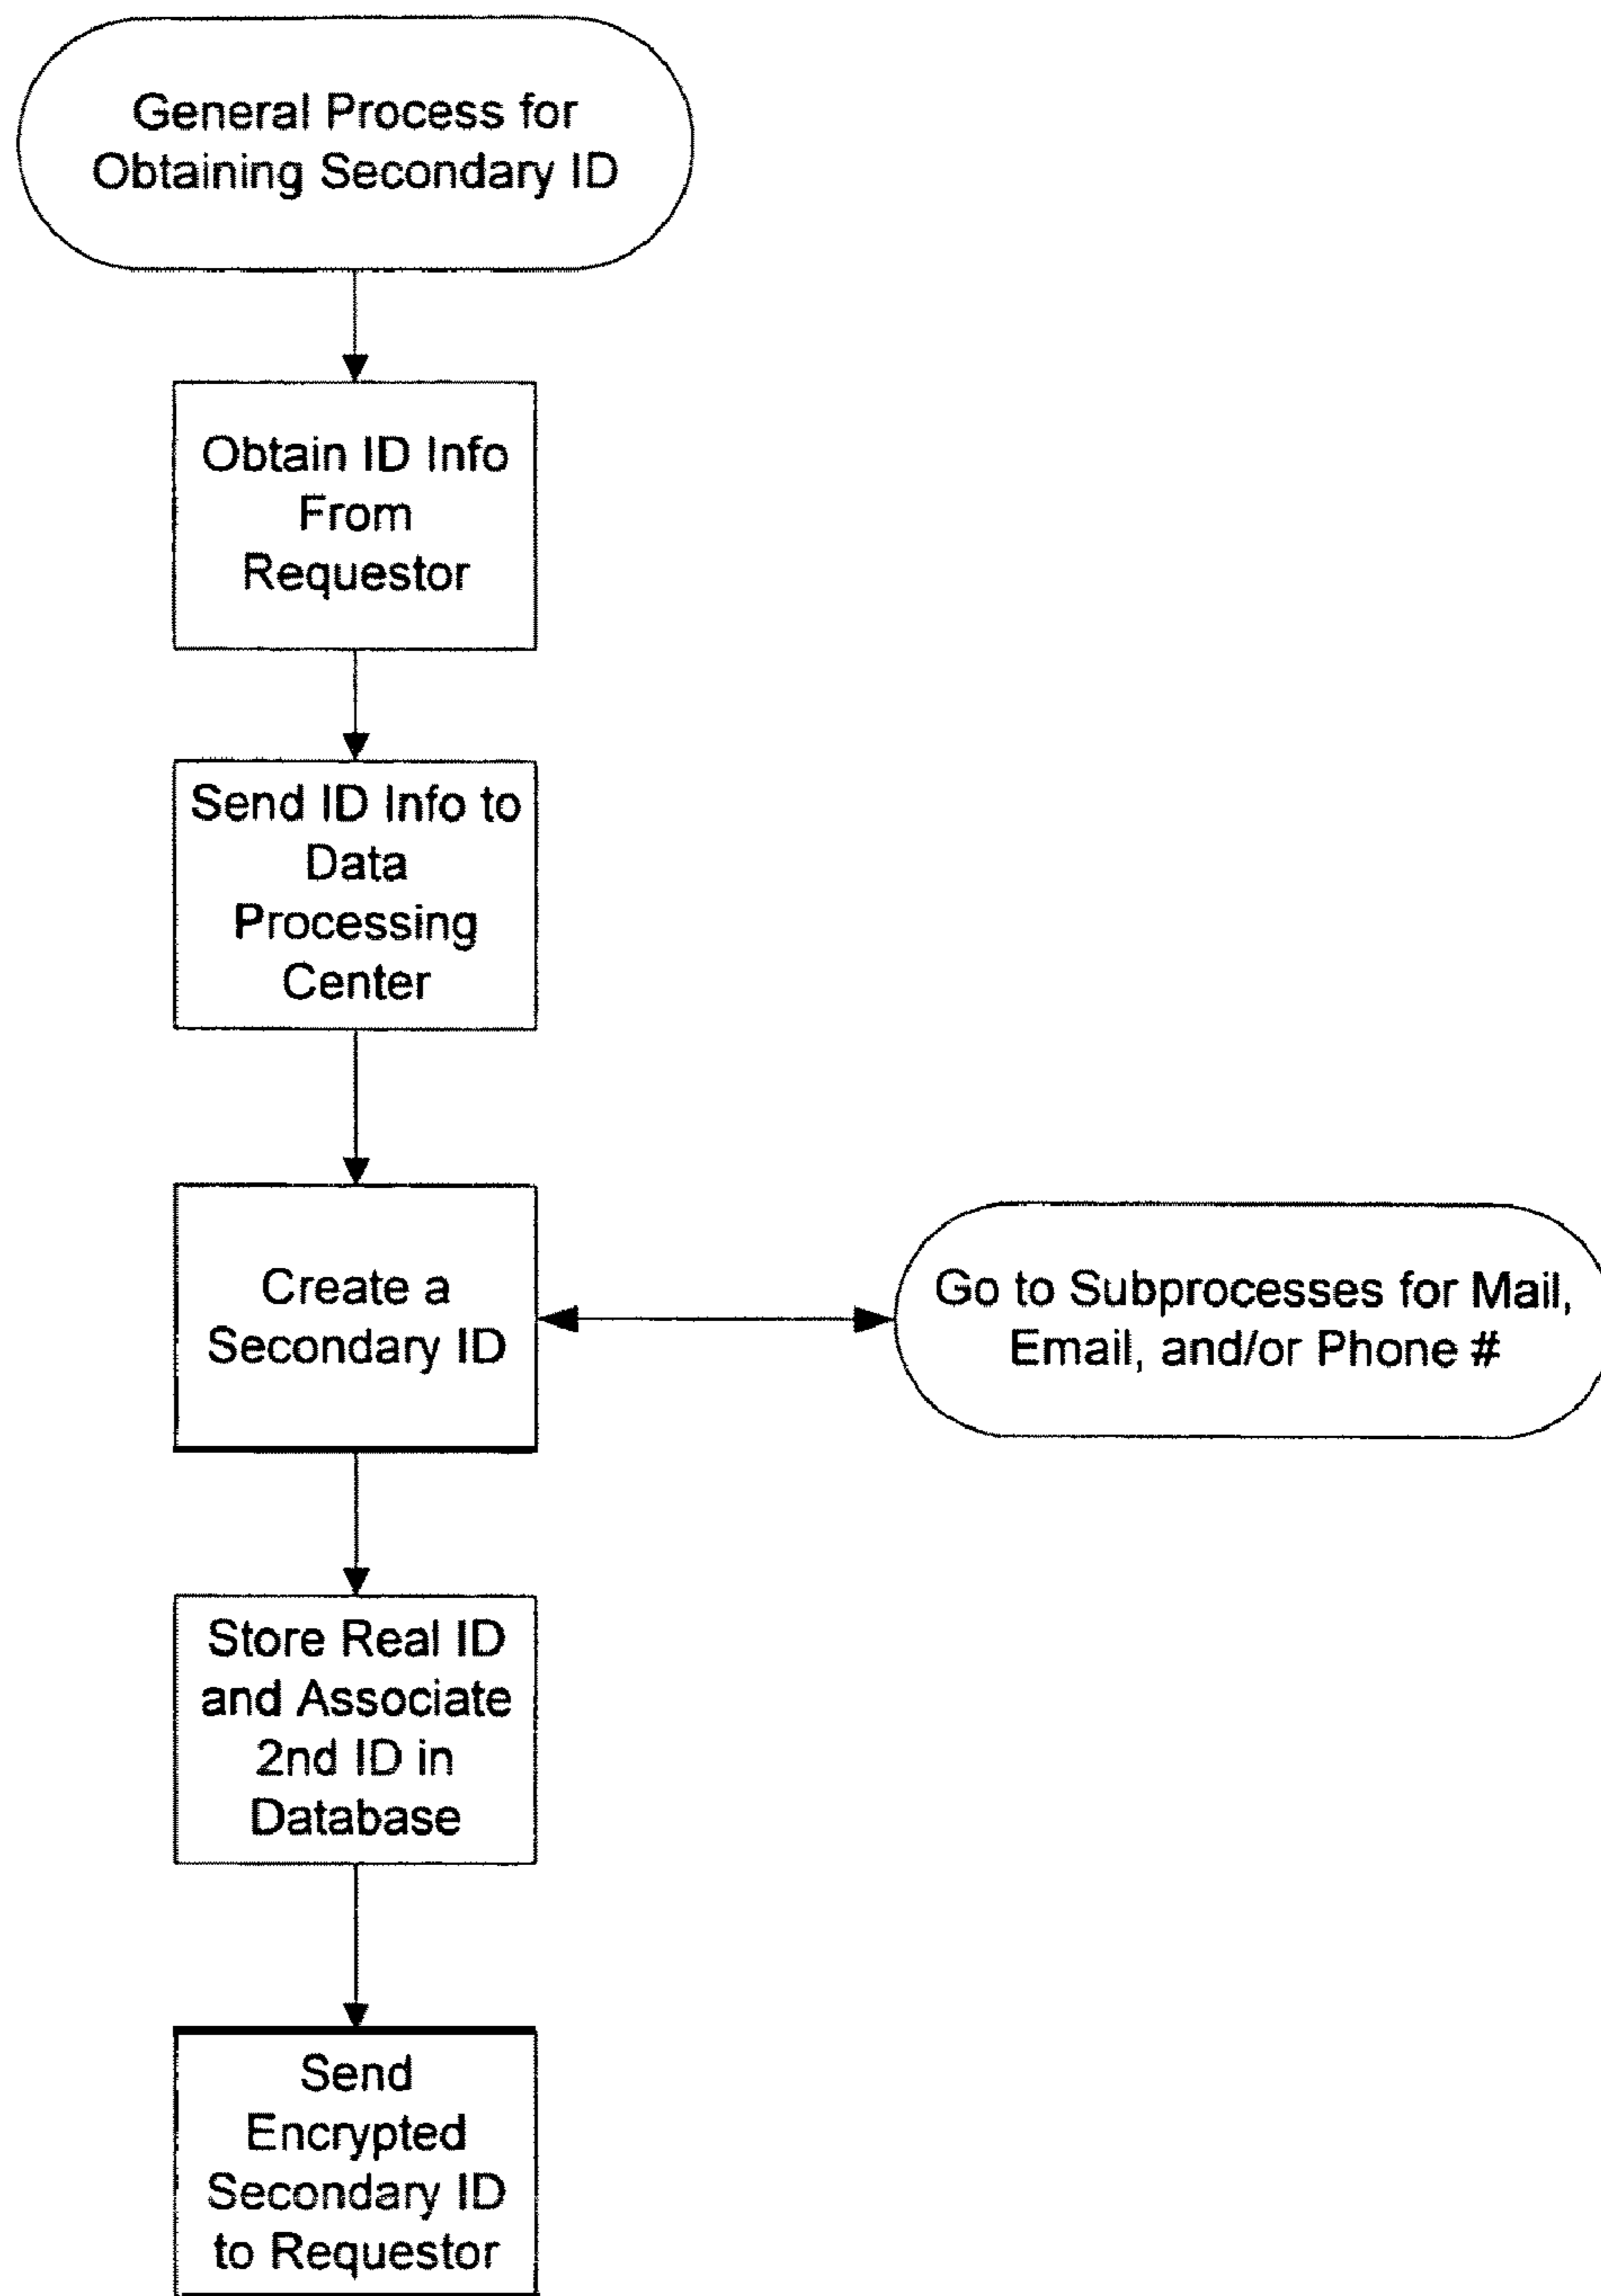 General Process for
Obtaining Secondary ID
Obtain ID Info
From
Requestor
Send ID Info to
Data
Processing
Center
Create a
Secondary ID
Go to Subprocesses for Mail,
Email, and/or Phone #
Store Real ID
and Associate
2nd ID in
Database
Send
Encrypted
Secondary ID
to Requestor